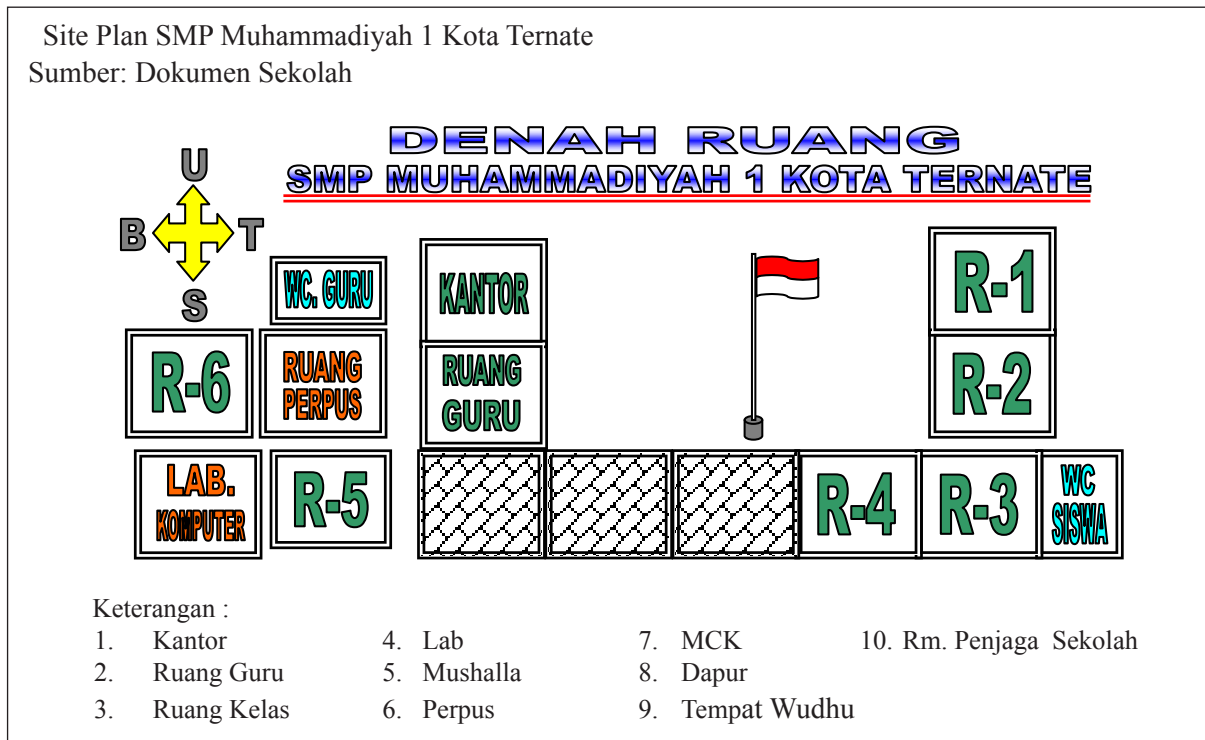 Site Plan SMP Muhammadiyah 1 Kota Ternate
Sumber: Dokumen Sekolah
DENAH RUANG
SMP MUHAMMADIYAH 1 KOTA TERNATE
U
B
T
S
WC. GURU
KANTOR
R-1
R-6
RUANG
PERPUS
RUANG
GURU
R-2
LAB.
KOMPUTER
R-5
R-4
R-3
WC
SISWA
Keterangan :
1. Kantor
2. Ruang Guru
3. Ruang Kelas
4. Lab
5. Mushalla
6. Perpus
7. MCK
8. Dapur
9. Tempat Wudhu
10. Rm. Penjaga Sekolah